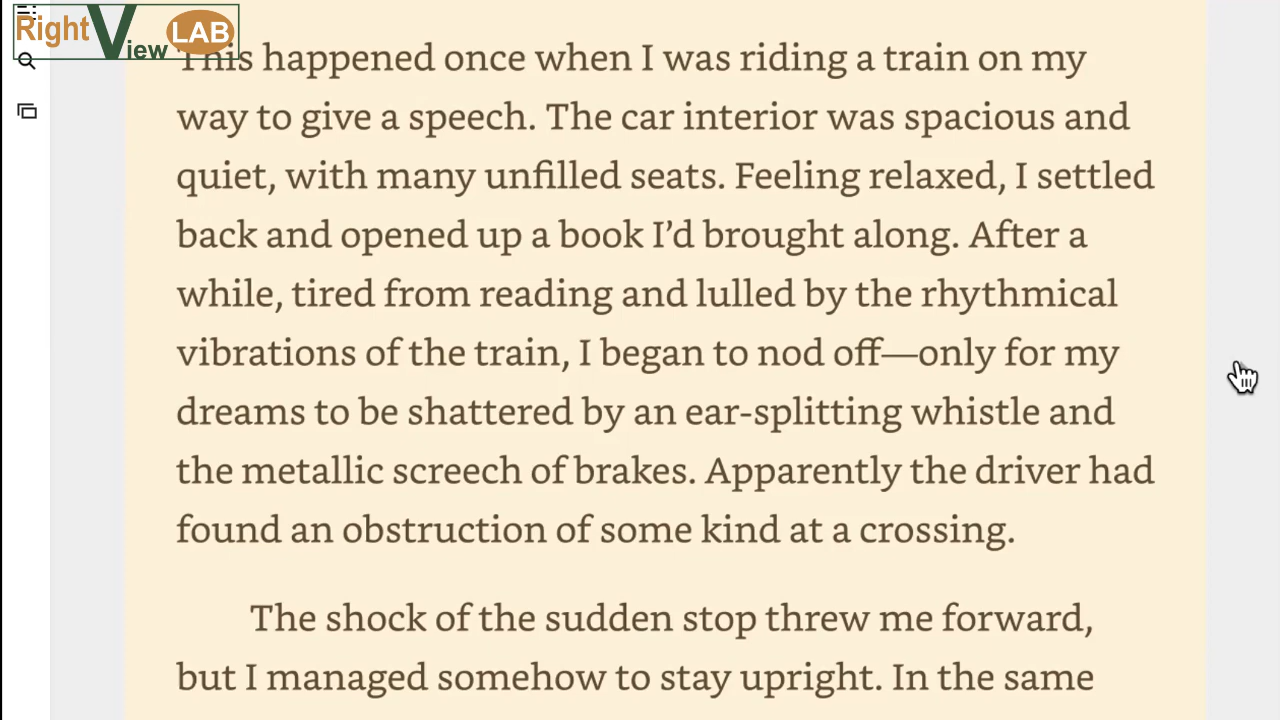 Right View LAB
This happened once when I was riding a train on my
way to give a speech. The car interior was spacious and
quiet, with many unfilled seats. Feeling relaxed, I settled
back and opened up a book I’d brought along. After a
while, tired from reading and lulled by the rhythmical
vibrations of the train, I began to nod off—only for my
dreams to be shattered by an ear-splitting whistle and
the metallic screech of brakes. Apparently the driver had
found an obstruction of some kind at a crossing.
The shock of the sudden stop threw me forward,
but I managed somehow to stay upright. In the same